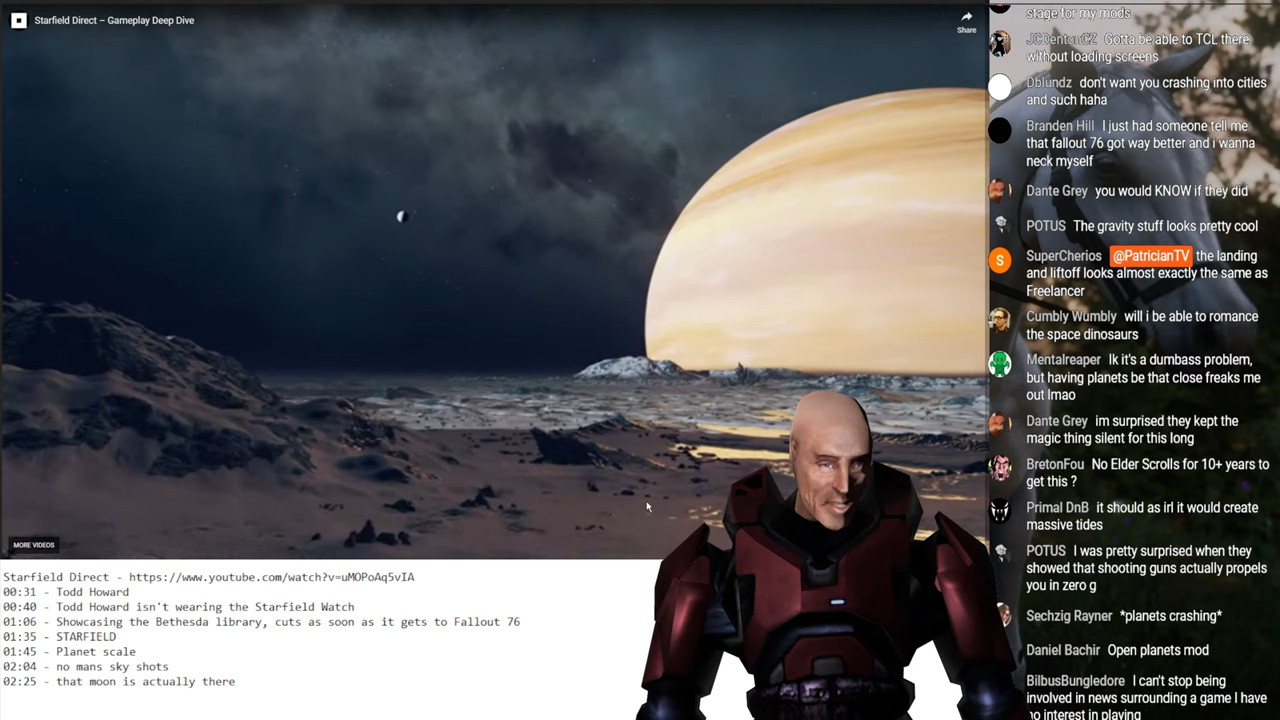 Starfield Direct – Gameplay Deep Dive
Share
MORE VIDEOS
Starfield Direct - https://www.youtube.com/watch?v=uMOPoAq5vIA
00:31 - Todd Howard
00:40 - Todd Howard isn't wearing the Starfield Watch
01:06 - Showcasing the Bethesda library, cuts as soon as it gets to Fallout 76
01:35 - STARFIELD
01:45 - Planet scale
02:04 - no mans sky shots
02:25 - that moon is actually there
stage for my mods
JCDentonCZ Gotta be able to TCL there
without loading screens
Dblundz don't want you crashing into cities
and such haha
Branden Hill I just had someone tell me
that fallout 76 got way better and i wanna
neck myself
Dante Grey you would KNOW if they did
POTUS The gravity stuff looks pretty cool
SuperCherios @PatricianTV the landing
and liftoff looks almost exactly the same as
Freelancer
Cumbly Wumbly will i be able to romance
the space dinosaurs
Mentalreaper Ik it's a dumbass problem,
but having planets be that close freaks me
out lmao
Dante Grey im surprised they kept the
magic thing silent for this long
BretonFou No Elder Scrolls for 10+ years to
get this ?
Primal DnB it should as irl it would create
massive tides
POTUS I was pretty surprised when they
showed that shooting guns actually propels
you in zero g
Sechzig Rayner *planets crashing*
Daniel Bachir Open planets mod
BilbusBungledore I can't stop being
involved in news surrounding a game I have
no interest in playing
S